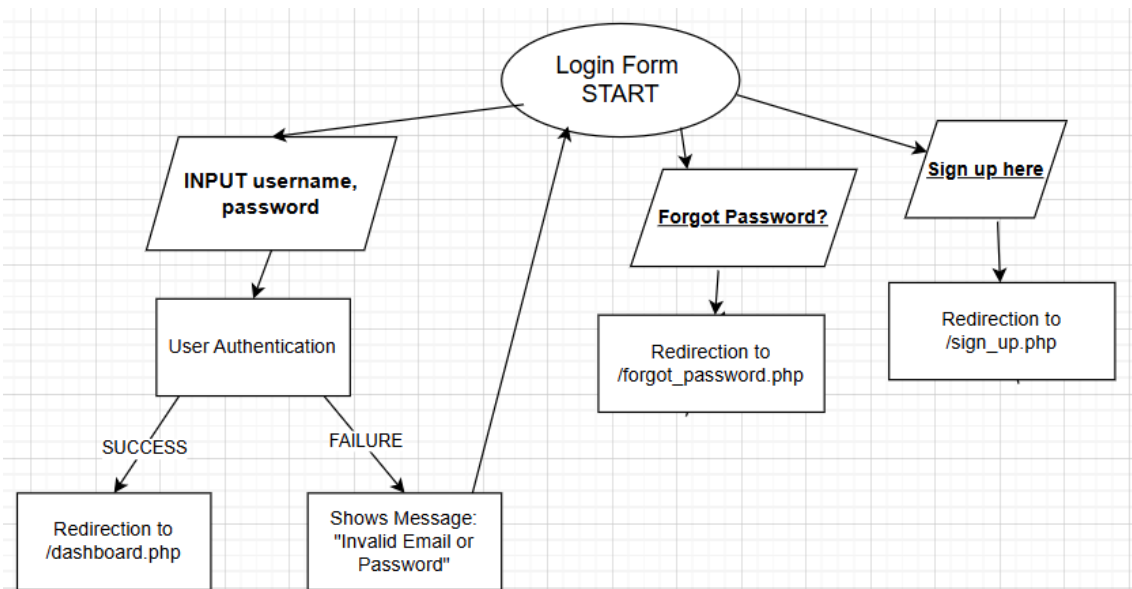 Login Form
START
INPUT username,
password
Forgot Password?
Sign up here
User Authentication
Redirection to
/forgot_password.php
Redirection to
/sign_up.php
SUCCESS
FAILURE
Redirection to
/dashboard.php
Shows Message:
"Invalid Email or
Password"